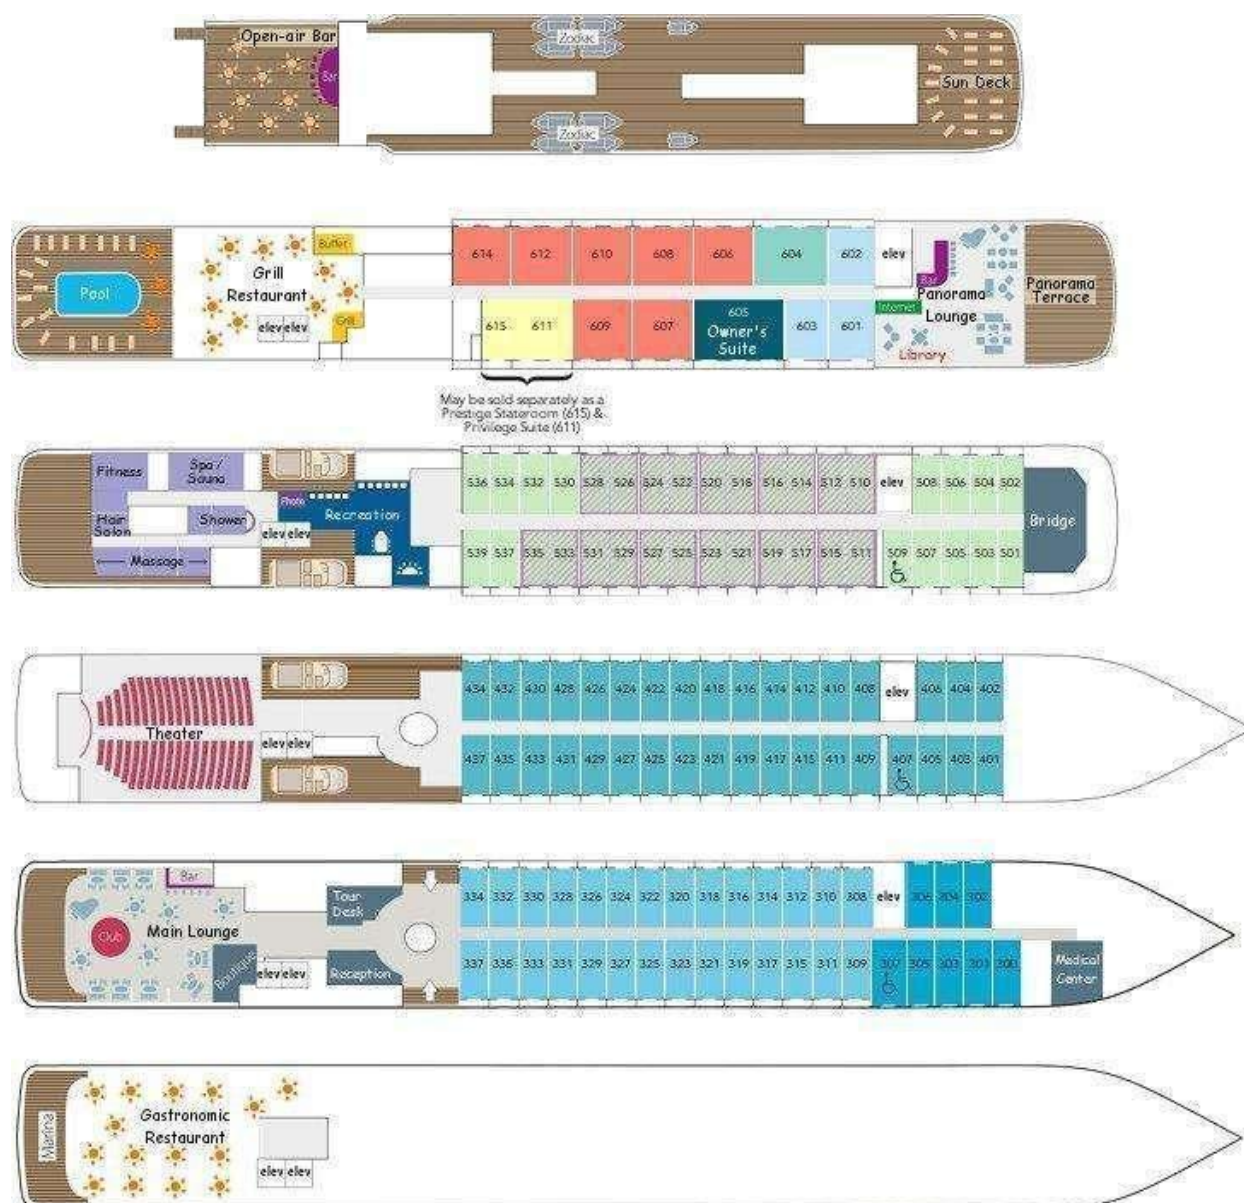 Open-air Bar
Bar
Zodiac
Zodiac
Sun Deck
Pool
Grill
Restaurant
Buffet
Grill
elev elev
614 612 610 608 606 604 602 elev
615 611 609 607 605 603 601
Owner's
Suite
Bar
Internet
Panorama
Lounge
Library
Panorama
Terrace
May be sold separately as a
Prestige Stateroom (615) &
Privilege Suite (611)
Fitness
Spa /
Sauna
Hair
Salon
Shower
Massage
Photo
Recreation
elev elev
536 534 532 530 528 526 524 522 520 518 516 514 512 510 elev 508 506 504 502
539 537 535 533 531 529 527 525 523 521 519 517 515 511 509 507 505 503 501
Bridge
Theater
elev elev
434 432 430 428 426 424 422 420 418 416 414 412 410 408 elev 406 404 402
437 435 433 431 429 427 425 423 421 419 417 415 411 409 407 405 403 401
Bar
Club
Main Lounge
Boutique
elev elev
Tour
Desk
Reception
334 332 330 328 326 324 322 320 318 316 314 312 310 308 elev 306 304 302
337 335 333 331 329 327 325 323 321 319 317 315 311 309 307 305 303 301 300
Medical
Center
Marina
Gastronomic
Restaurant
elev elev